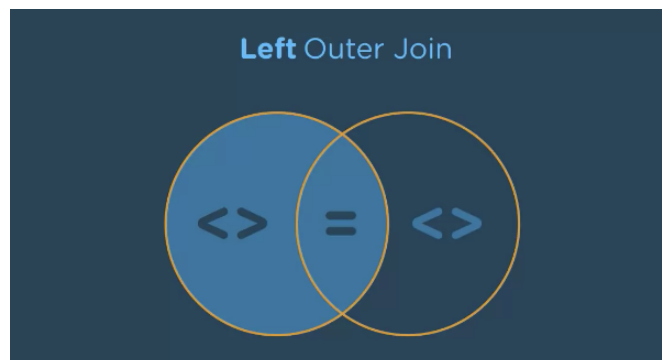 Left Outer Join
<> = <>